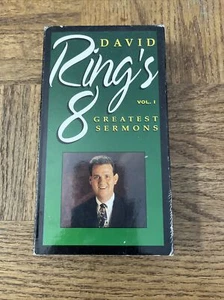 DAVID
Ring's
8
VOL. I
GREATEST
SERMONS